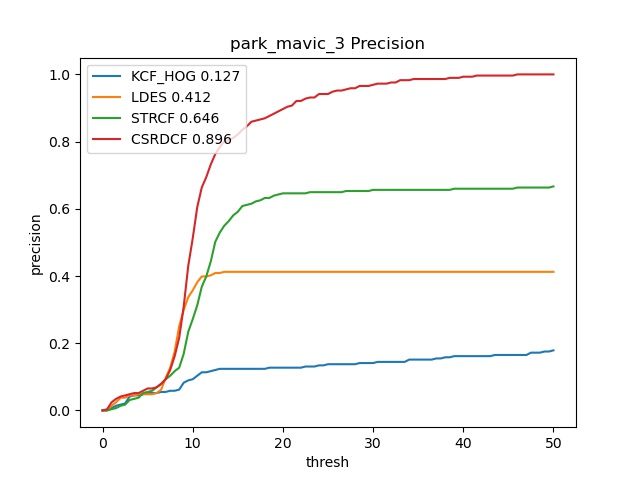 park_mavic_3 Precision
KCF_HOG 0.127
LDES 0.412
STRCF 0.646
CSRDCF 0.896
precision
1.0
0.8
0.6
0.4
0.2
0.0
0 10 20 30 40 50
thresh